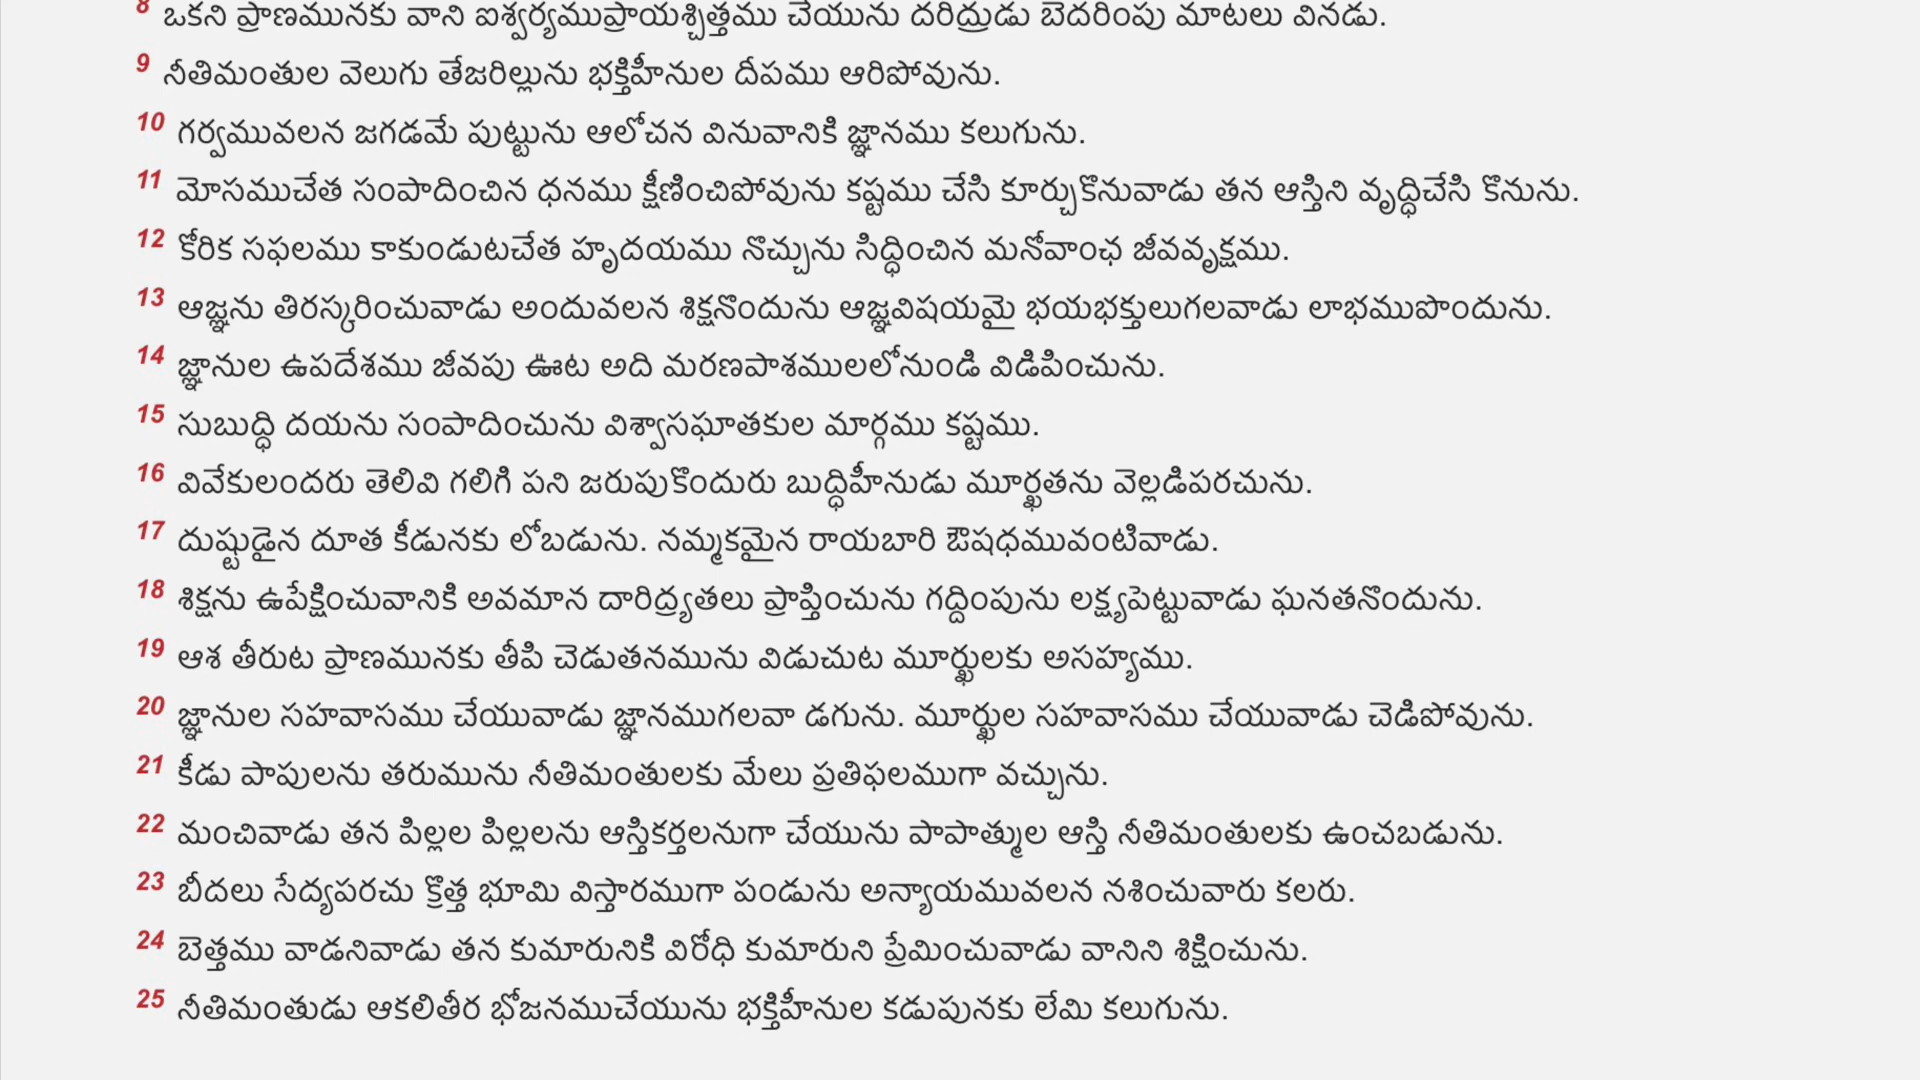 8 ఒకని ప్రాణమునకు వాని ఐశ్వర్యముప్రాయశ్చిత్తము చేయును దరిద్రుడు బెదరింపు మాటలు వినడు.
9 నీతిమంతుల వెలుగు తేజరిల్లును భక్తిహీనుల దీపము ఆరిపోవును.
10 గర్వమువలన జగడమే పుట్టును ఆలోచన వినువానికి జ్ఞానము కలుగును.
11 మోసముచేత సంపాదించిన ధనము క్షీణించిపోవును కష్టము చేసి కూర్చుకొనువాడు తన ఆస్తిని వృద్ధిచేసి కొనును.
12 కోరిక సఫలము కాకుండుటచేత హృదయము నొచ్చును సిద్ధించిన మనోవాంఛ జీవవృక్షము.
13 ఆజ్ఞను తిరస్కరించువాడు అందువలన శిక్షనొందును ఆజ్ఞవిషయమై భయభక్తులుగలవాడు లాభముపొందును.
14 జ్ఞానుల ఉపదేశము జీవపు ఊట అది మరణపాశములలోనుండి విడిపించును.
15 సుబుద్ధి దయను సంపాదించును విశ్వాసఘాతకుల మార్గము కష్టము.
16 వివేకులందరు తెలివి గలిగి పని జరుపుకొందురు బుద్ధిహీనుడు మూర్ఖతను వెల్లడిపరచును.
17 దుష్టుడైన దూత కీడునకు లోబడును. నమ్మకమైన రాయబారి ఔషధమువంటివాడు.
18 శిక్షను ఉపేక్షించువానికి అవమాన దారిద్ర్యతలు ప్రాప్తించును గద్దింపును లక్ష్యపెట్టువాడు ఘనతనొందును.
19 ఆశ తీరుట ప్రాణమునకు తీపి చెడుతనమును విడుచుట మూర్ఖులకు అసహ్యము.
20 జ్ఞానుల సహవాసము చేయువాడు జ్ఞానముగలవా డగును. మూర్ఖుల సహవాసము చేయువాడు చెడిపోవును.
21 కీడు పాపులను తరుమును నీతిమంతులకు మేలు ప్రతిఫలముగా వచ్చును.
22 మంచివాడు తన పిల్లల పిల్లలను ఆస్తికర్తలనుగా చేయును పాపాత్ముల ఆస్తి నీతిమంతులకు ఉంచబడును.
23 బీదలు సేద్యపరచు క్రొత్త భూమి విస్తారముగా పండును అన్యాయమువలన నశించువారు కలరు.
24 బెత్తము వాడనివాడు తన కుమారునికి విరోధి కుమారుని ప్రేమించువాడు వానిని శిక్షించును.
25 నీతిమంతుడు ఆకలితీర భోజనముచేయును భక్తిహీనుల కడుపునకు లేమి కలుగును.